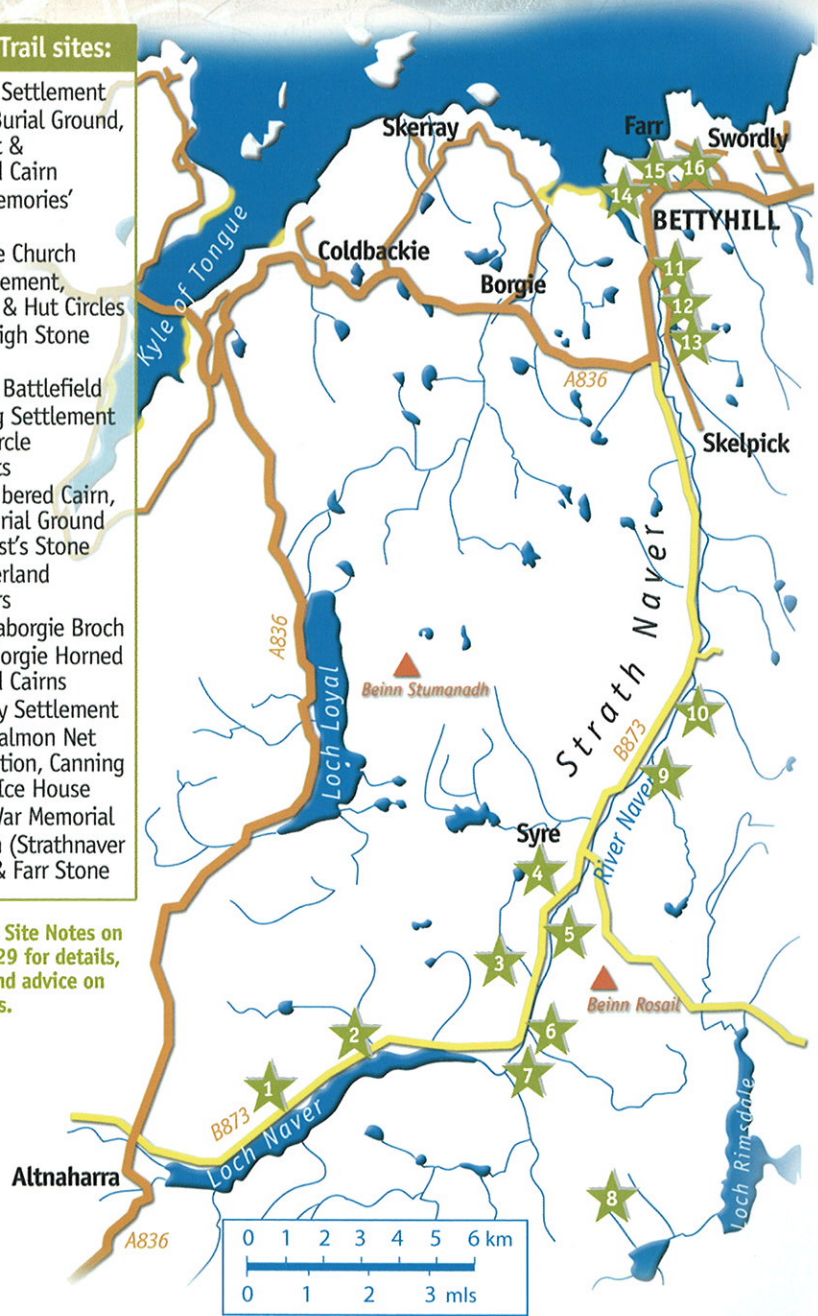 Trail sites:
Settlement
Burial Ground,
&
Cairn
emories'
Church
ement,
& Hut Circles
igh Stone
Battlefield
g Settlement
rcle
ts
bered Cairn,
rial Ground
st's Stone
erland
rs
aborgie Broch
orgie Horned
d Cairns
y Settlement
almon Net
tion, Canning
Ice House
War Memorial
n (Strathnaver
& Farr Stone
Site Notes on
29 for details,
nd advice on
s.
Skerray
Farr
Swordly
15
16
14
BETTYHILL
Kyle of Tongue
Coldbackie
Borgie
11
12
13
A836
Skelpick
A836
Loch Loyal
Beinn Stumanadh
Strath Naver
B873
10
9
River Naver
Syre
4
5
3
Beinn Rosail
2
6
7
1
B873
Loch Naver
Loch Rimsdale
Altnaharra
8
A836
0 1 2 3 4 5 6 km
0 1 2 3 mls